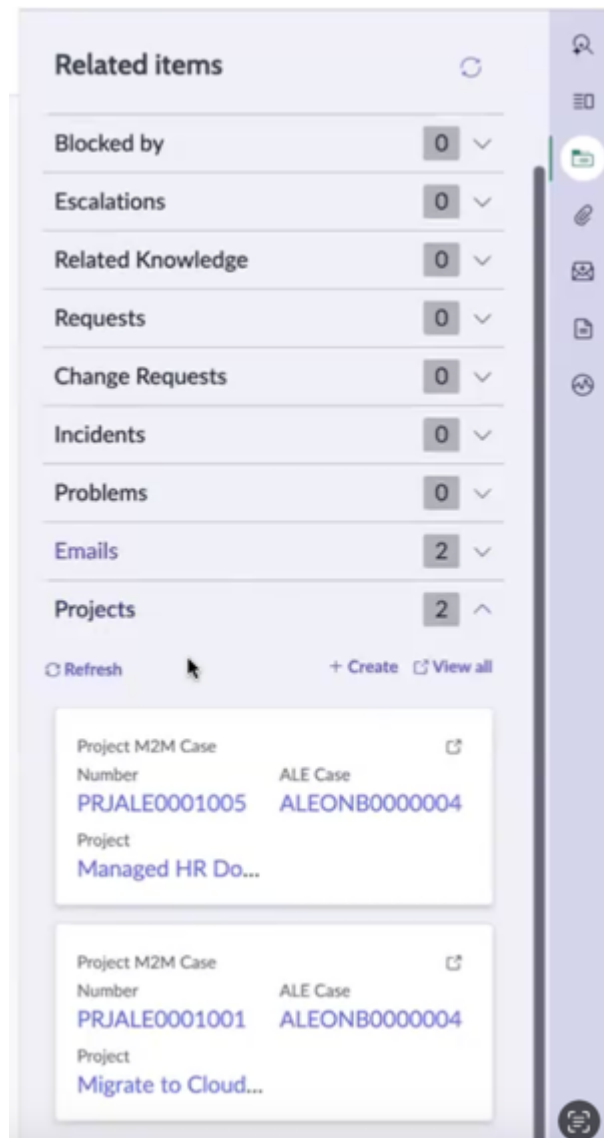 Related items
Blocked by 0
Escalations 0
Related Knowledge 0
Requests 0
Change Requests 0
Incidents 0
Problems 0
Emails 2
Projects 2
Refresh + Create View all
Project M2M Case
Number ALE Case
PRJALE0001005 ALEONB0000004
Project
Managed HR Do...
Project M2M Case
Number ALE Case
PRJALE0001001 ALEONB0000004
Project
Migrate to Cloud...